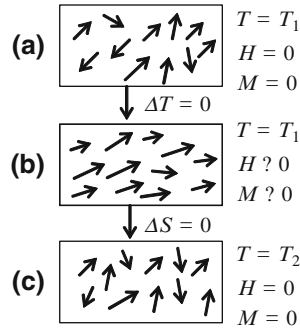 (a)
T = T₁
H = 0
M = 0
ΔT = 0
(b)
T = T₁
H ? 0
M ? 0
ΔS = 0
(c)
T = T₂
H = 0
M = 0